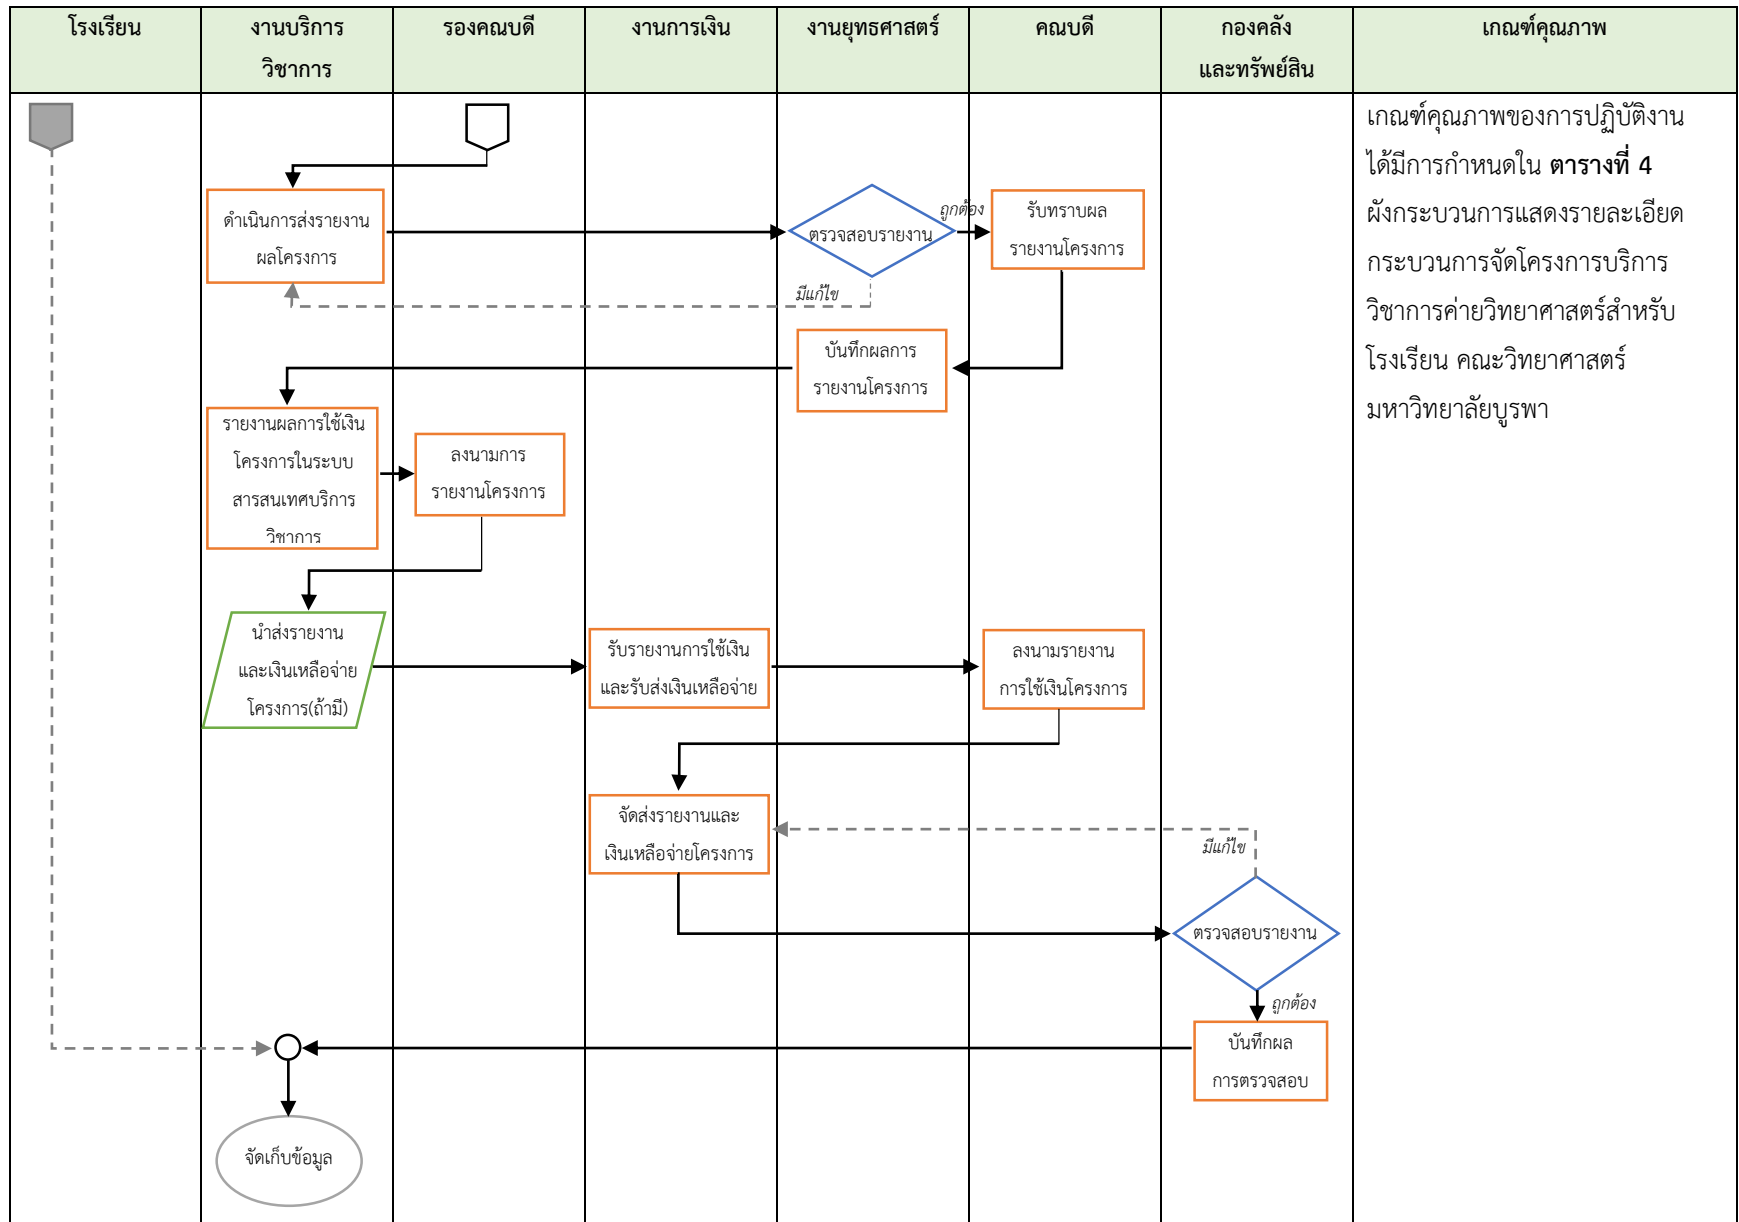 โรงเรียน
งานบริการ
วิชาการ
รองคณบดี
งานการเงิน
งานยุทธศาสตร์
คณบดี
กองคลัง
และทรัพย์สิน
เกณฑ์คุณภาพ
เกณฑ์คุณภาพของการปฏิบัติงาน
ได้มีการกำหนดใน ตารางที่ 4
ผังกระบวนการแสดงรายละเอียด
กระบวนการจัดโครงการบริการ
วิชาการค่ายวิทยาศาสตร์สำหรับ
โรงเรียน คณะวิทยาศาสตร์
มหาวิทยาลัยบูรพา
ดำเนินการส่งรายงาน
ผลโครงการ
ตรวจสอบรายงาน
ถูกต้อง
มีแก้ไข
รับทราบผล
รายงานโครงการ
บันทึกผลการ
รายงานโครงการ
รายงานผลการใช้เงิน
โครงการในระบบ
สารสนเทศบริการ
วิชาการ
ลงนามการ
รายงานโครงการ
นำส่งรายงาน
และเงินเหลือจ่าย
โครงการ(ถ้ามี)
รับรายงานการใช้เงิน
และรับส่งเงินเหลือจ่าย
ลงนามรายงาน
การใช้เงินโครงการ
จัดส่งรายงานและ
เงินเหลือจ่ายโครงการ
มีแก้ไข
ตรวจสอบรายงาน
ถูกต้อง
บันทึกผล
การตรวจสอบ
จัดเก็บข้อมูล